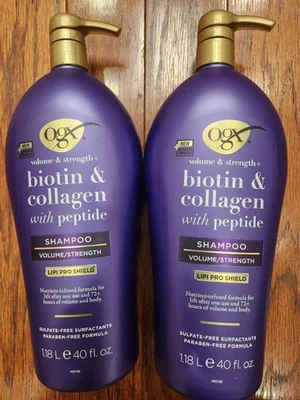 ogx
NEW
volume & strength+
biotin &
collagen
with peptide
SHAMPOO
VOLUME/STRENGTH
LIPI PRO SHIELD™
Nutrient-infused formula for
lift after one use and 72+
hours of volume and body.
SULFATE-FREE SURFACTANTS
PARABEN-FREE FORMULA
1.18 L ℮ 40 fl. oz.
ogx
NEW
volume & strength+
biotin &
collagen
with peptide
SHAMPOO
VOLUME/STRENGTH
LIPI PRO SHIELD™
Nutrient-infused formula for
lift after one use and 72+
hours of volume and body.
SULFATE-FREE SURFACTANTS
PARABEN-FREE FORMULA
1.18 L ℮ 40 fl. oz.